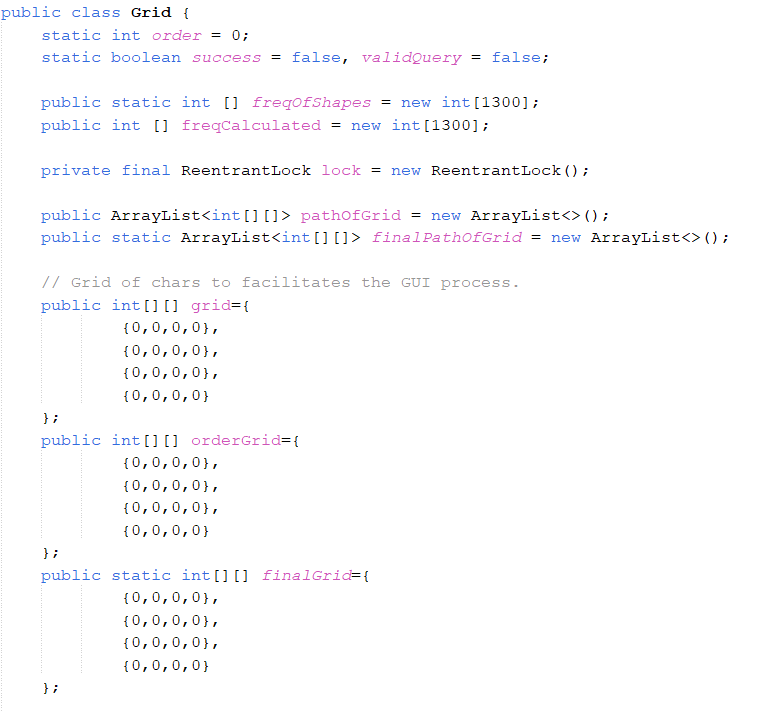 public class Grid {
    static int order = 0;
    static boolean success = false, validQuery = false;
    public static int [] freqOfShapes = new int[1300];
    public int [] freqCalculated = new int[1300];
    private final ReentrantLock lock = new ReentrantLock();
    public ArrayList<int[][]> pathOfGrid = new ArrayList<>();
    public static ArrayList<int[][]> finalPathOfGrid = new ArrayList<>();
    // Grid of chars to facilitates the GUI process.
    public int[][] grid={
            {0,0,0,0},
            {0,0,0,0},
            {0,0,0,0},
            {0,0,0,0}
    };
    public int[][] orderGrid={
            {0,0,0,0},
            {0,0,0,0},
            {0,0,0,0},
            {0,0,0,0}
    };
    public static int[][] finalGrid={
            {0,0,0,0},
            {0,0,0,0},
            {0,0,0,0},
            {0,0,0,0}
    };